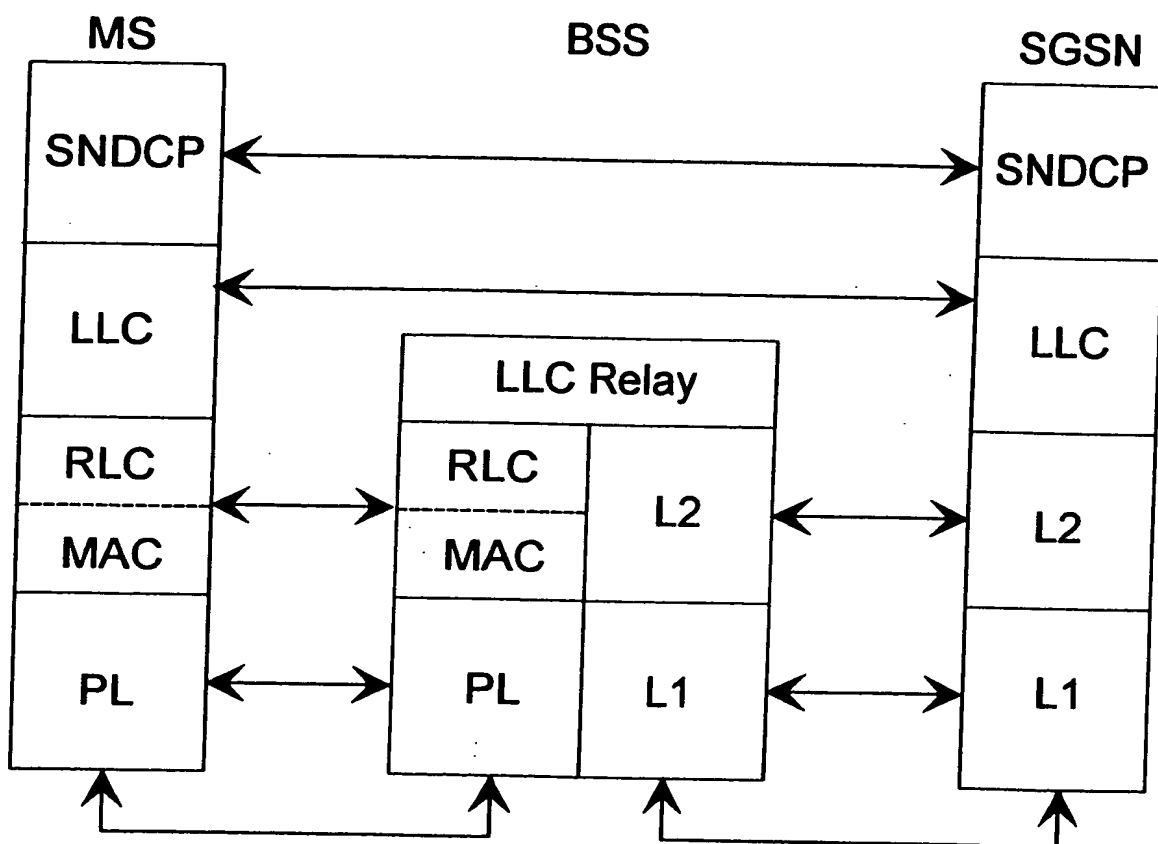 MS
BSS
SGSN
SNDCP
SNDCP
LLC
LLC
LLC Relay
RLC
RLC
L2
L2
MAC
MAC
PL
PL
L1
L1